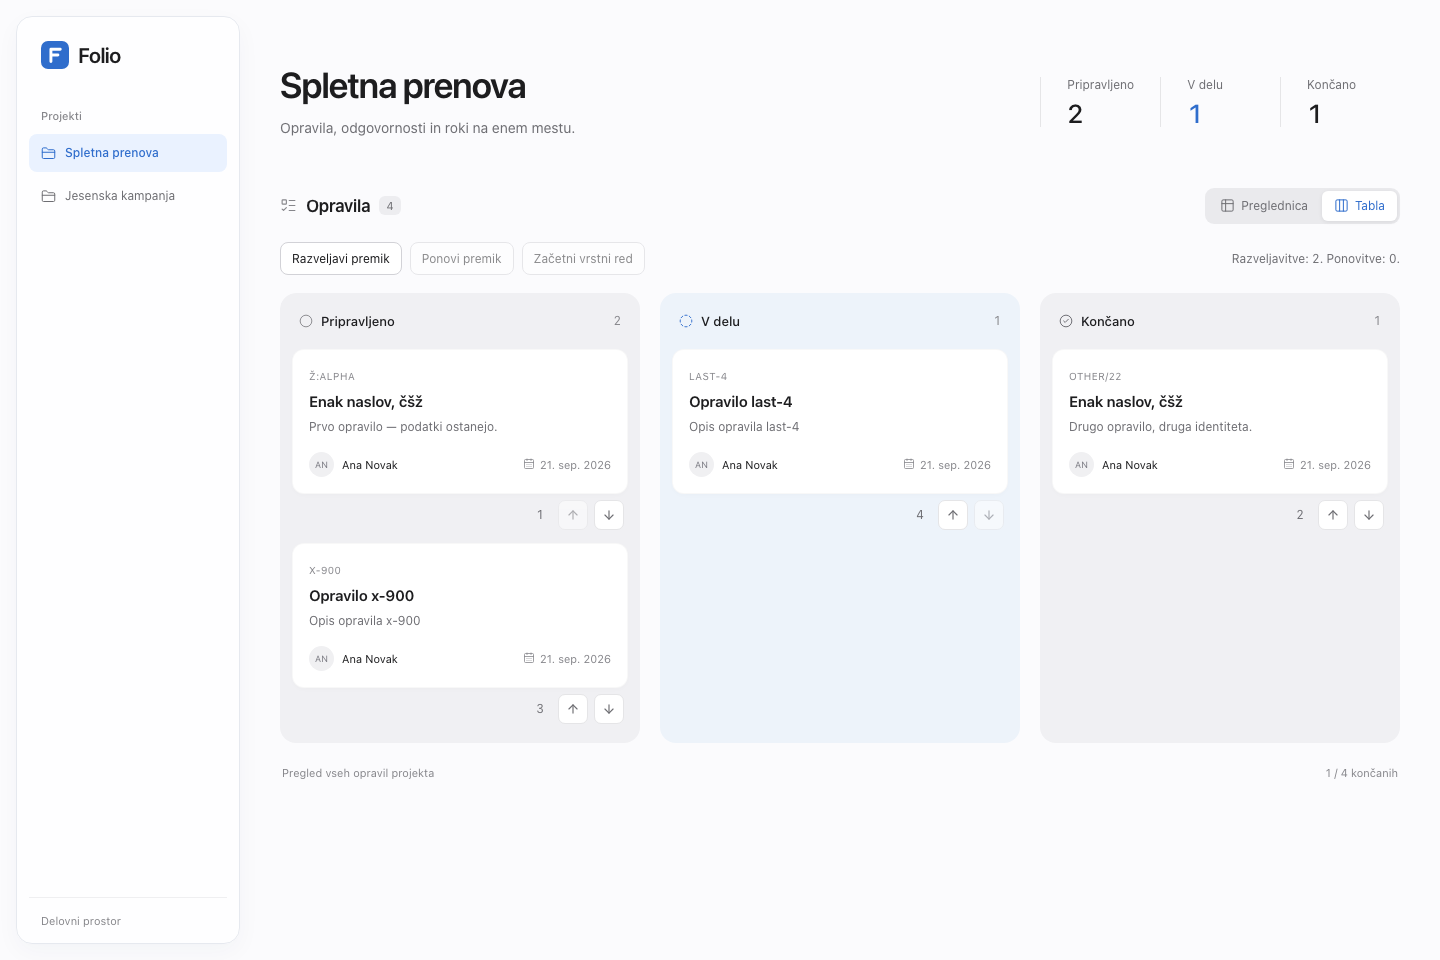 Folio
Projekti
Spletna prenova
Jesenska kampanja
Delovni prostor
Spletna prenova
Opravila, odgovornosti in roki na enem mestu.
Pripravljeno
2
V delu
1
Končano
1
Opravila 4
Preglednica
Tabla
Razveljavi premik
Ponovi premik
Začetni vrstni red
Razveljavitve: 2. Ponovitve: 0.
Pripravljeno 2
Ž:ALPHA
Enak naslov, čšž
Prvo opravilo — podatki ostanejo.
AN Ana Novak 21. sep. 2026
1
X-900
Opravilo x-900
Opis opravila x-900
AN Ana Novak 21. sep. 2026
3
V delu 1
LAST-4
Opravilo last-4
Opis opravila last-4
AN Ana Novak 21. sep. 2026
4
Končano 1
OTHER/22
Enak naslov, čšž
Drugo opravilo, druga identiteta.
AN Ana Novak 21. sep. 2026
2
Pregled vseh opravil projekta
1 / 4 končanih